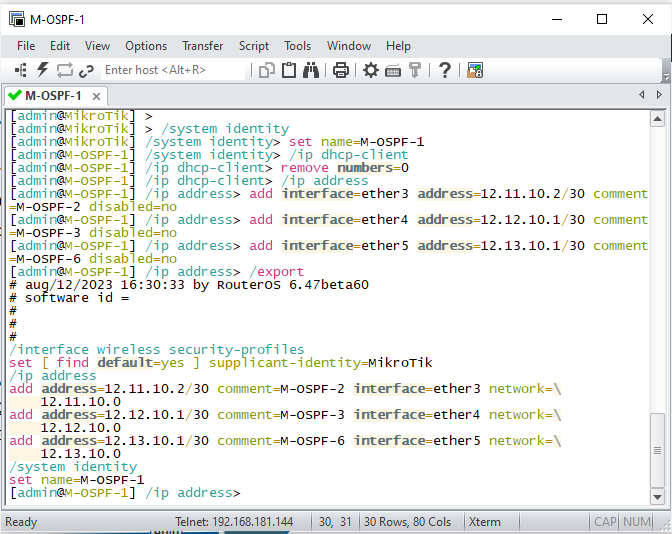 M-OSPF-1
File Edit View Options Transfer Script Tools Window Help
Enter host <Alt+R>
M-OSPF-1
[admin@MikroTik] >
[admin@MikroTik] > /system identity
[admin@MikroTik] /system identity> set name=M-OSPF-1
[admin@M-OSPF-1] /system identity> /ip dhcp-client
[admin@M-OSPF-1] /ip dhcp-client> remove numbers=0
[admin@M-OSPF-1] /ip dhcp-client> /ip address
[admin@M-OSPF-1] /ip address> add interface=ether3 address=12.11.10.2/30 comment
=M-OSPF-2 disabled=no
[admin@M-OSPF-1] /ip address> add interface=ether4 address=12.12.10.1/30 comment
=M-OSPF-3 disabled=no
[admin@M-OSPF-1] /ip address> add interface=ether5 address=12.13.10.1/30 comment
=M-OSPF-6 disabled=no
[admin@M-OSPF-1] /ip address> /export
# aug/12/2023 16:30:33 by RouterOS 6.47beta60
# software id =
#
#
#
/interface wireless security-profiles
set [ find default=yes ] supplicant-identity=MikroTik
/ip address
add address=12.11.10.2/30 comment=M-OSPF-2 interface=ether3 network=\
    12.11.10.0
add address=12.12.10.1/30 comment=M-OSPF-3 interface=ether4 network=\
    12.12.10.0
add address=12.13.10.1/30 comment=M-OSPF-6 interface=ether5 network=\
    12.13.10.0
/system identity
set name=M-OSPF-1
[admin@M-OSPF-1] /ip address>
Ready Telnet: 192.168.181.144 30, 31 30 Rows, 80 Cols Xterm CAP NUM